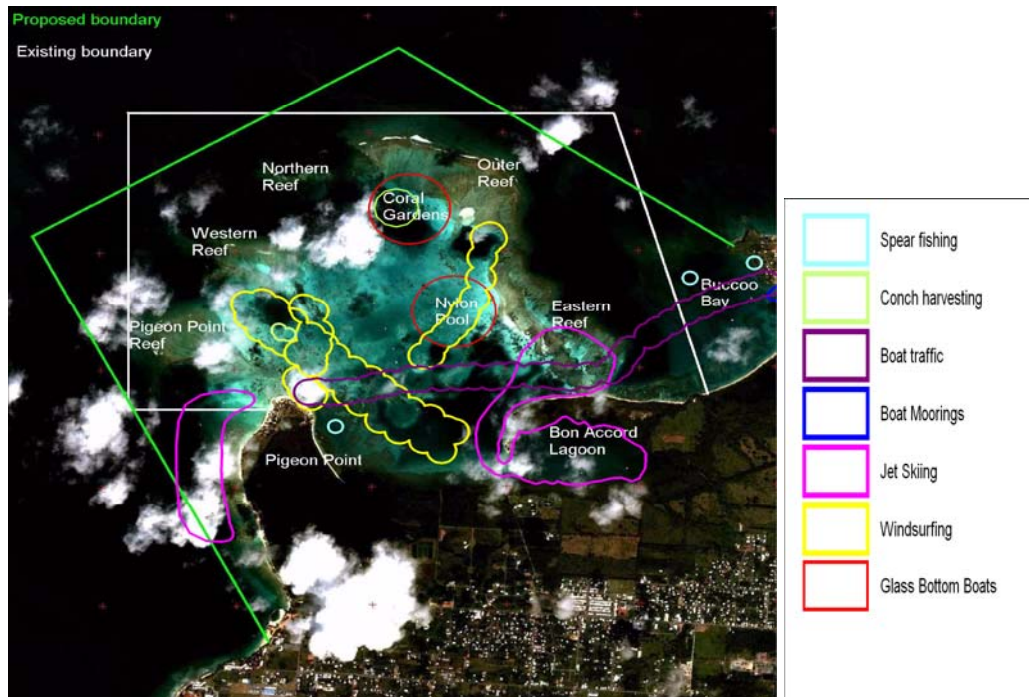 Proposed boundary
Existing boundary
Northern
Reef
Outer
Reef
Coral
Gardens
Western
Reef
Nylon
Pool
Eastern
Reef
Buccoo
Bay
Pigeon Point
Reef
Bon Accord
Lagoon
Pigeon Point
Spear fishing
Conch harvesting
Boat traffic
Boat Moorings
Jet Skiing
Windsurfing
Glass Bottom Boats